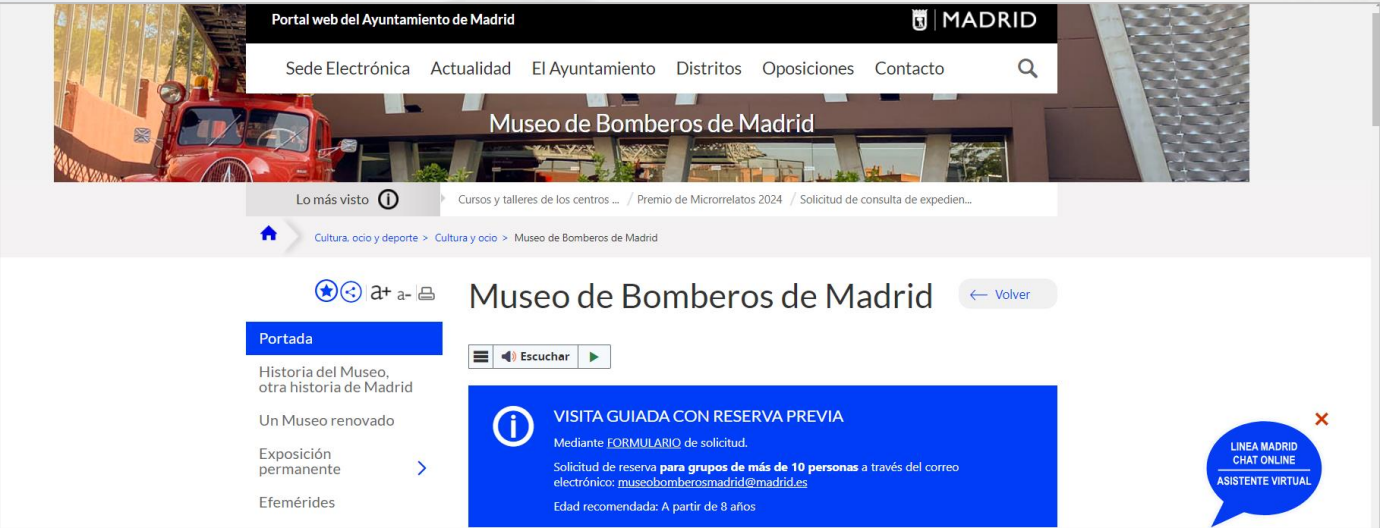 Portal web del Ayuntamiento de Madrid
MADRID
Sede Electrónica Actualidad El Ayuntamiento Distritos Oposiciones Contacto
Museo de Bomberos de Madrid
Lo más visto
Cursos y talleres de los centros ... / Premio de Microrrelatos 2024 / Solicitud de consulta de expedien...
Cultura, ocio y deporte > Cultura y ocio > Museo de Bomberos de Madrid
a+ a-
Museo de Bomberos de Madrid
← Volver
Portada
Historia del Museo,
otra historia de Madrid
Un Museo renovado
Exposición
permanente
Efemérides
Escuchar
VISITA GUIADA CON RESERVA PREVIA
Mediante FORMULARIO de solicitud.
Solicitud de reserva para grupos de más de 10 personas a través del correo
electrónico: museobomberosmadrid@madrid.es
Edad recomendada: A partir de 8 años
LINEA MADRID
CHAT ONLINE
ASISTENTE VIRTUAL